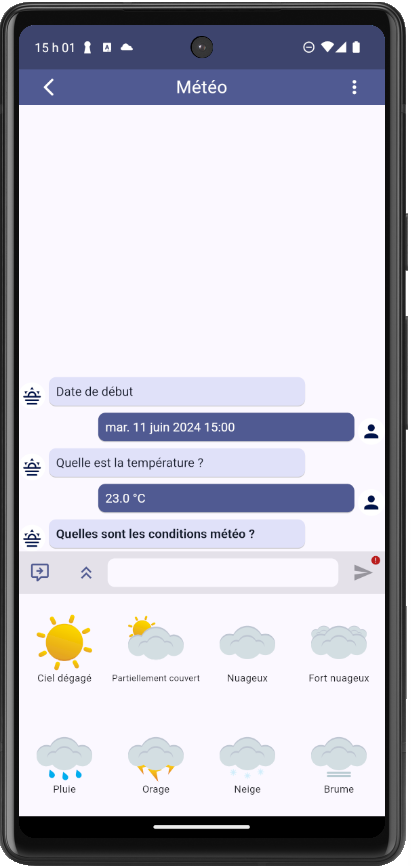 15 h 01
Météo
Date de début
mar. 11 juin 2024 15:00
Quelle est la température ?
23.0 °C
Quelles sont les conditions météo ?
Ciel dégagé
Partiellement couvert
Nuageux
Fort nuageux
Pluie
Orage
Neige
Brume